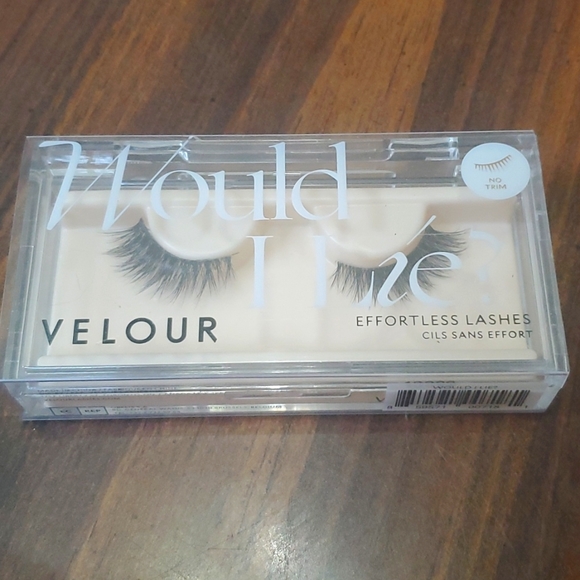 Would
I Lie?
NO
TRIM
VELOUR
EFFORTLESS LASHES
CILS SANS EFFORT